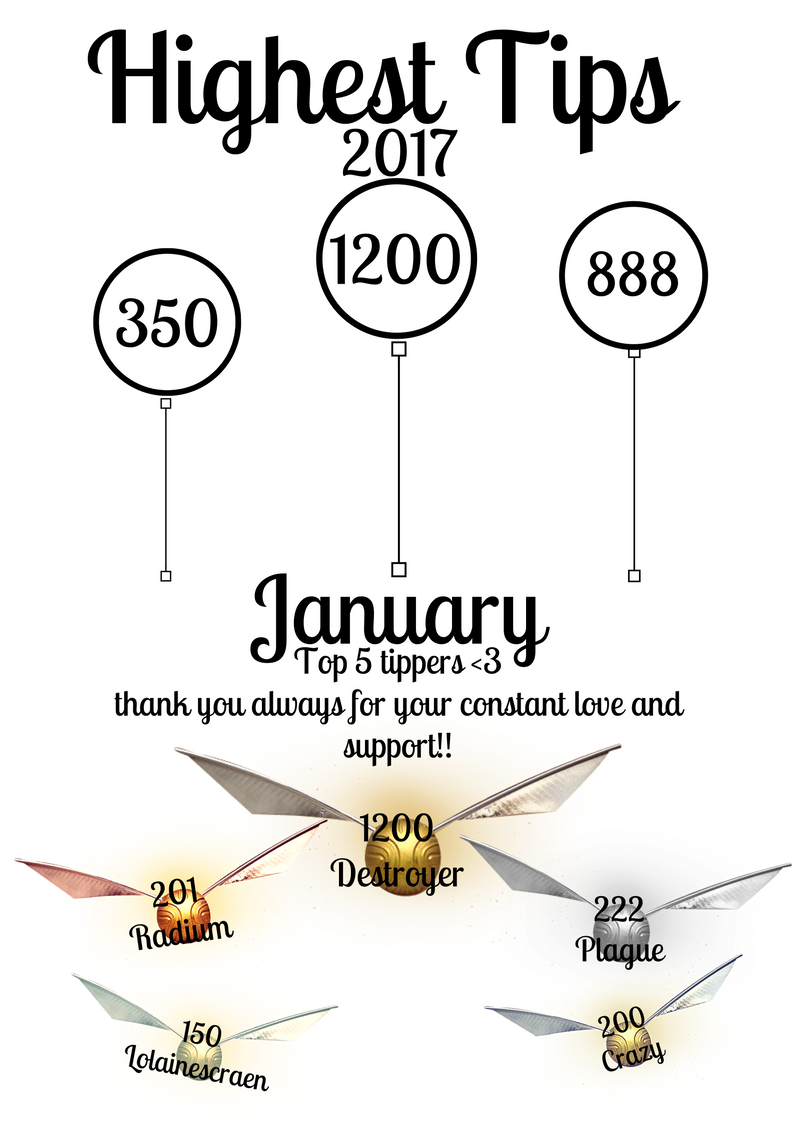 Highest Tips
2017
350
1200
888
January
Top 5 tippers <3
thank you always for your constant love and
support!!
1200
Destroyer
201
Radium
222
Plague
150
Lolainescraen
200
Crazy